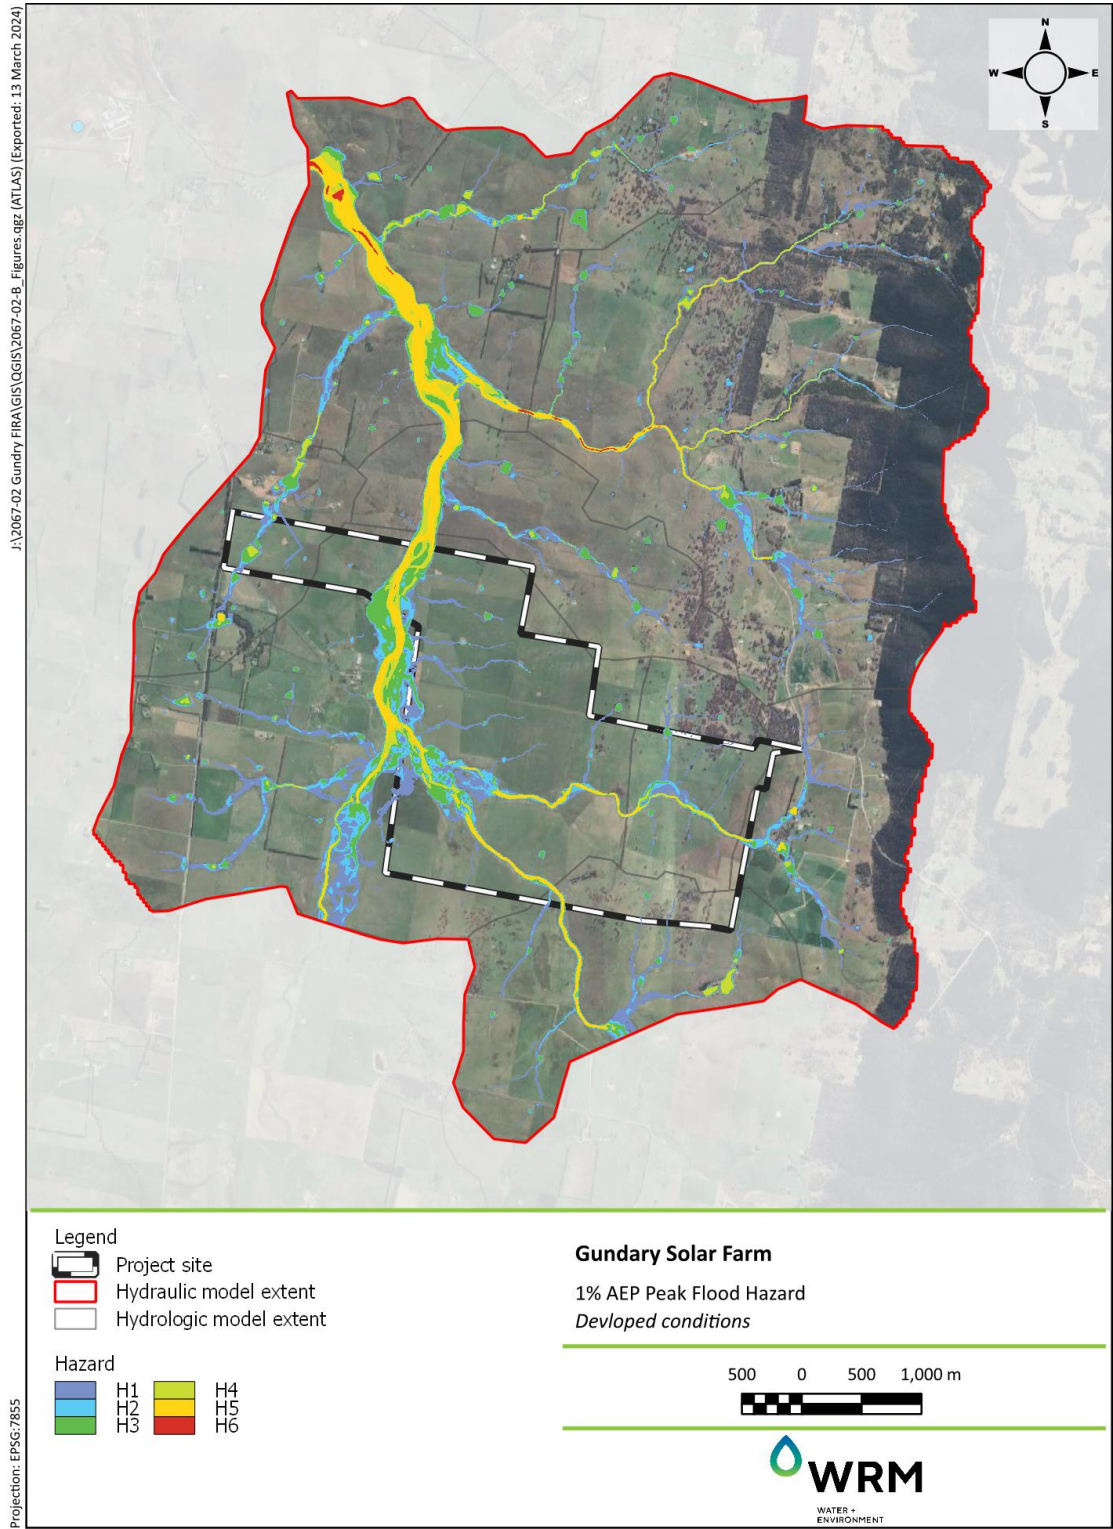 J:\2067-02 Gundry FIRA\GIS\QGIS\2067-02-B_Figures.qgz (ATLAS) (Exported: 13 March 2024)
N
W
E
S
Legend
Project site
Hydraulic model extent
Hydrologic model extent
Hazard
H1
H2
H3
H4
H5
H6
Gundary Solar Farm
1% AEP Peak Flood Hazard
Devloped conditions
500 0 500 1,000 m
WRM
WATER +
ENVIRONMENT
Projection: EPSG:7855